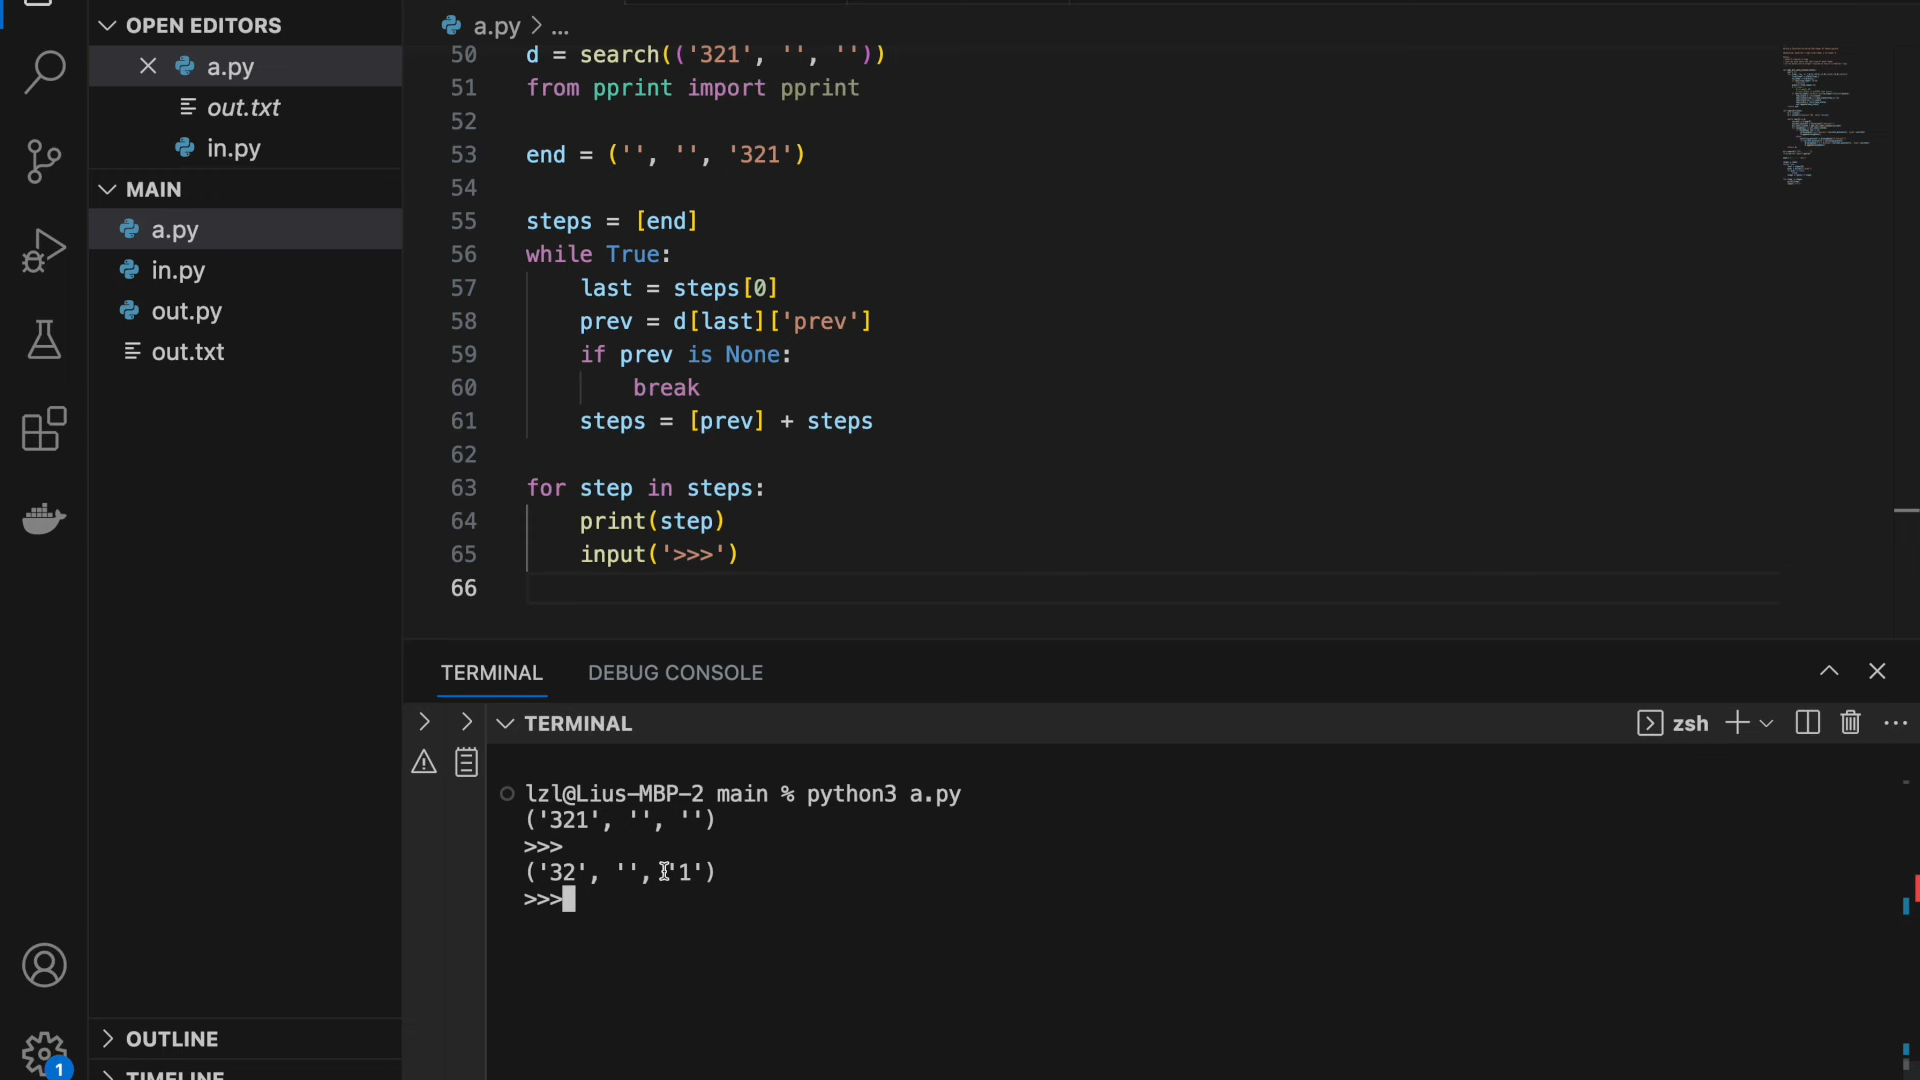 OPEN EDITORS
a.py
out.txt
in.py
MAIN
a.py
in.py
out.py
out.txt
OUTLINE
TIMELINE
1
a.py > ...
50 d = search(('321', '', ''))
51 from pprint import pprint
52
53 end = ('', '', '321')
54
55 steps = [end]
56 while True:
57 last = steps[0]
58 prev = d[last]['prev']
59 if prev is None:
60 break
61 steps = [prev] + steps
62
63 for step in steps:
64 print(step)
65 input('>>>')
66
TERMINAL DEBUG CONSOLE
TERMINAL
zsh
lzl@Lius-MBP-2 main % python3 a.py
('321', '', '')
>>>
('32', '', '1')
>>>